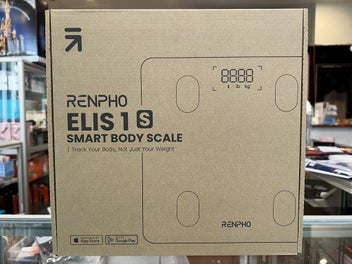 RENPHO
ELIS 1 S
SMART BODY SCALE
| Track Your Body, Not Just Your Weight
8888
lb kg
RENPHO
App Store
Google Play